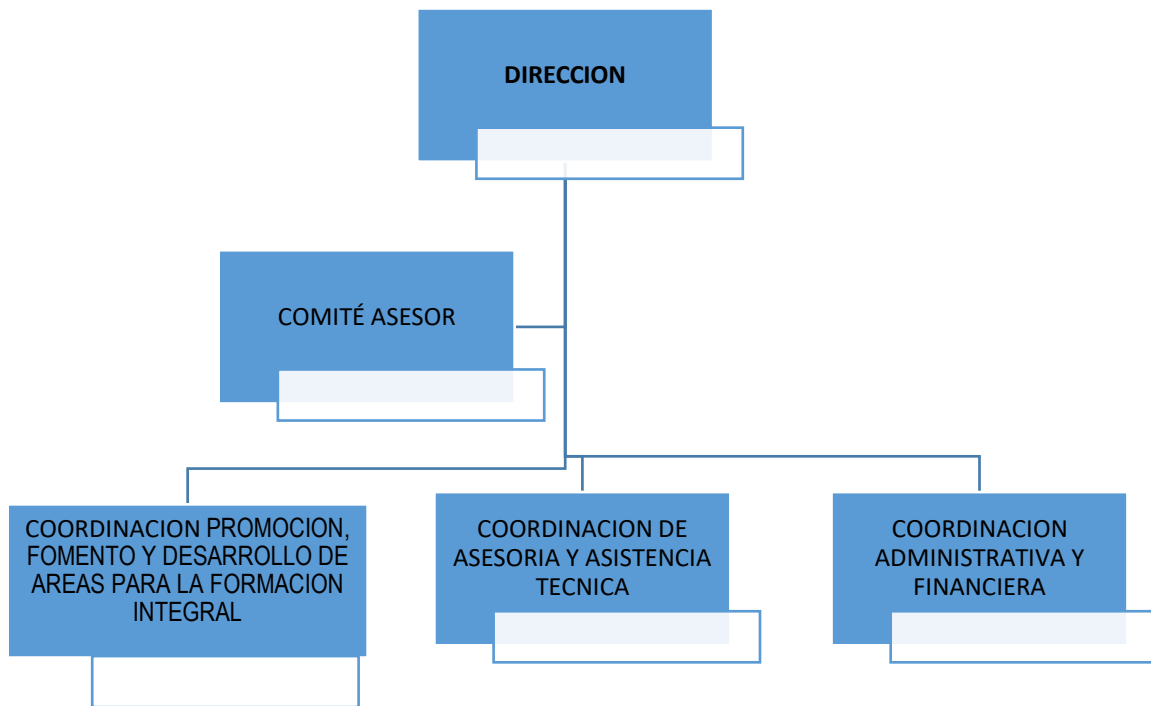 DIRECCION
COMITÉ ASESOR
COORDINACION PROMOCION,
FOMENTO Y DESARROLLO DE
AREAS PARA LA FORMACION
INTEGRAL
COORDINACION DE
ASESORIA Y ASISTENCIA
TECNICA
COORDINACION
ADMINISTRATIVA Y
FINANCIERA